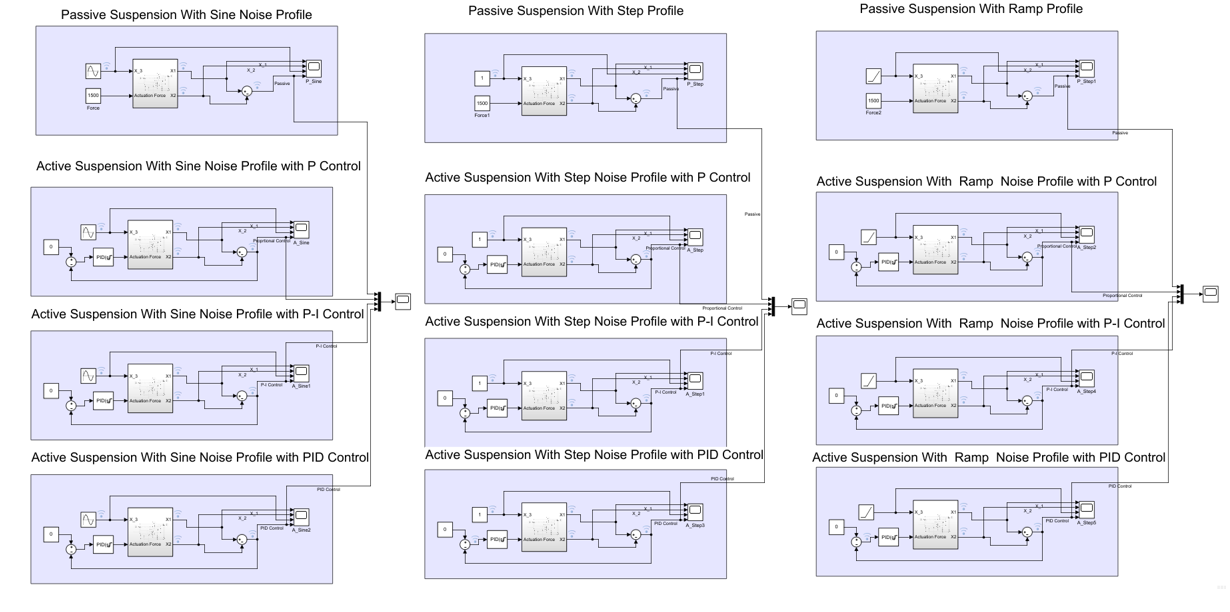 Passive Suspension With Sine Noise Profile
X_3
X1
X_1
X_2
P_Sine
Passive
1500
Actuation Force
X2
Force
Active Suspension With Sine Noise Profile with P Control
X_3
X1
X_1
X_2
A_Sine
Proprtional Control
0
PID(s)
Actuation Force
X2
Active Suspension With Sine Noise Profile with P-I Control
P-I Control
X_3
X1
X_1
X_2
A_Sine1
P-I Control
0
PID(s)
Actuation Force
X2
Active Suspension With Sine Noise Profile with PID Control
PID Control
X_3
X1
X_1
X_2
A_Sine2
PID Control
0
PID(s)
Actuation Force
X2
Passive Suspension With Step Profile
1
X_3
X1
X_1
X_2
P_Step
Passive
1500
Actuation Force
X2
Force1
Active Suspension With Step Noise Profile with P Control
Passive
1
X_3
X1
X_1
X_2
A_Step
Proportional Control
0
PID(s)
Actuation Force
X2
Proportional Control
Active Suspension With Step Noise Profile with P-I Control
P-I Control
1
X_3
X1
X_1
X_2
A_Step1
P-I Control
0
PID(s)
Actuation Force
X2
Active Suspension With Step Noise Profile with PID Control
PID Control
1
X_3
X1
X_1
X_2
A_Step3
PID Control
0
PID(s)
Actuation Force
X2
Passive Suspension With Ramp Profile
X_3
X1
X_1
X_2
P_Step1
Passive
1500
Actuation Force
X2
Force2
Passive
Active Suspension With Ramp Noise Profile with P Control
X_3
X1
X_1
X_2
A_Step2
Proportional Control
0
PID(s)
Actuation Force
X2
Proportional Control
Active Suspension With Ramp Noise Profile with P-I Control
P-I Control
X_3
X1
X_1
X_2
A_Step4
P-I Control
0
PID(s)
Actuation Force
X2
Active Suspension With Ramp Noise Profile with PID Control
PID Control
X_3
X1
X_1
X_2
A_Step5
PID Control
0
PID(s)
Actuation Force
X2